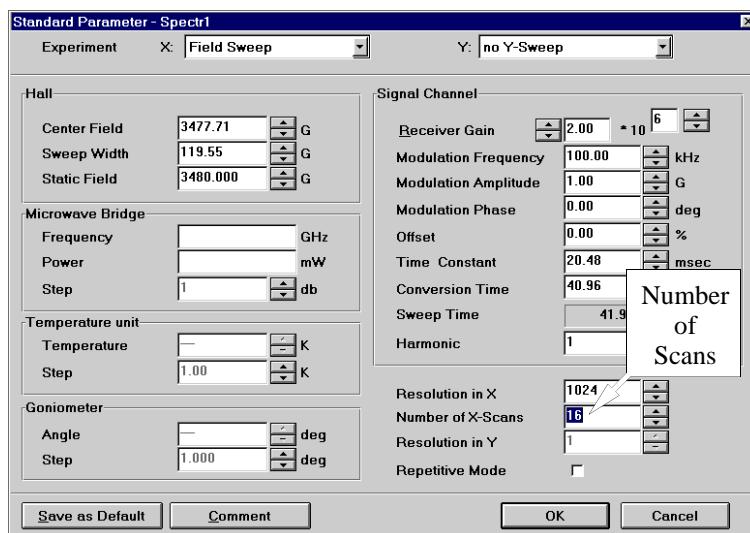 Standard Parameter - Spectr1
Experiment X: Field Sweep Y: no Y-Sweep
Hall
Center Field 3477.71 G
Sweep Width 119.55 G
Static Field 3480.000 G
Microwave Bridge
Frequency GHz
Power mW
Step 1 db
Temperature unit
Temperature — K
Step 1.00 K
Goniometer
Angle — deg
Step 1.000 deg
Signal Channel
Receiver Gain 2.00 * 10 6
Modulation Frequency 100.00 kHz
Modulation Amplitude 1.00 G
Modulation Phase 0.00 deg
Offset 0.00 %
Time Constant 20.48 msec
Conversion Time 40.96
Sweep Time 41.9
Harmonic 1
Number
of
Scans
Resolution in X 1024
Number of X-Scans 16
Resolution in Y 1
Repetitive Mode
Save as Default Comment OK Cancel